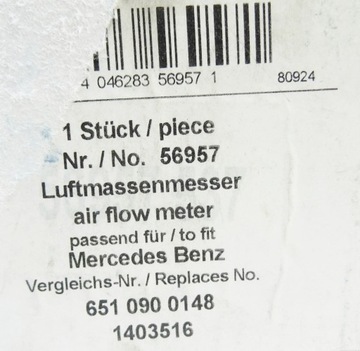 4 046283 56957 1 80924
1 Stück / piece
Nr. / No. 56957
Luftmassenmesser
air flow meter
passend für / to fit
Mercedes Benz
Vergleichs-Nr. / Replaces No.
651 090 0148
1403516